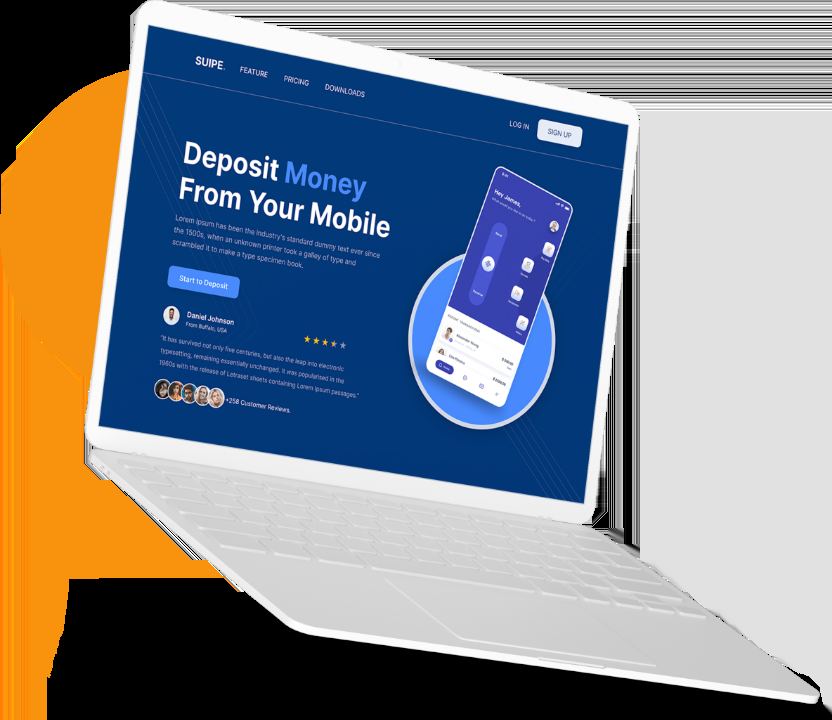 SUIPE.
FEATURE
PRICING
DOWNLOADS
LOG IN
SIGN UP
Deposit Money
From Your Mobile
Lorem Ipsum has been the industry's standard dummy text ever since
the 1500s, when an unknown printer took a galley of type and
scrambled it to make a type specimen book.
Start to Deposit
Daniel Johnson
From Buffalo, USA
"It has survived not only five centuries, but also the leap into electronic
typesetting, remaining essentially unchanged. It was popularised in the
1960s with the release of Letraset sheets containing Lorem Ipsum passages."
+258 Customer Reviews.
Hey James,